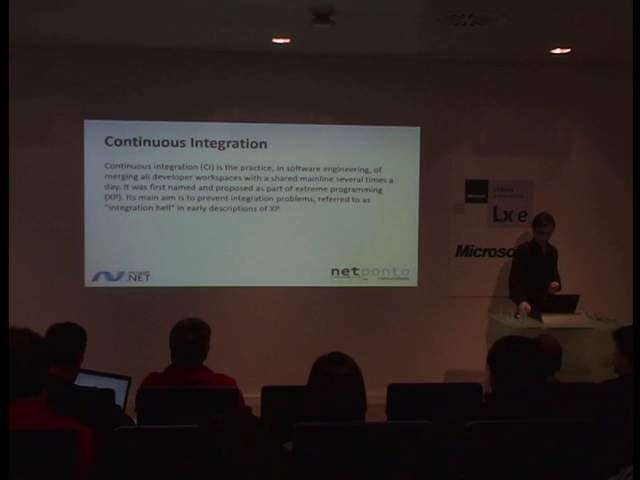 Continuous Integration
Continuous integration (CI) is the practice, in software engineering, of
merging all developer workspaces with a shared mainline several times a
day. It was first named and proposed as part of extreme programming
(XP). Its main aim is to prevent integration problems, referred to as
"integration hell" in early descriptions of XP.
.NET
netponto
Lx e
Microso